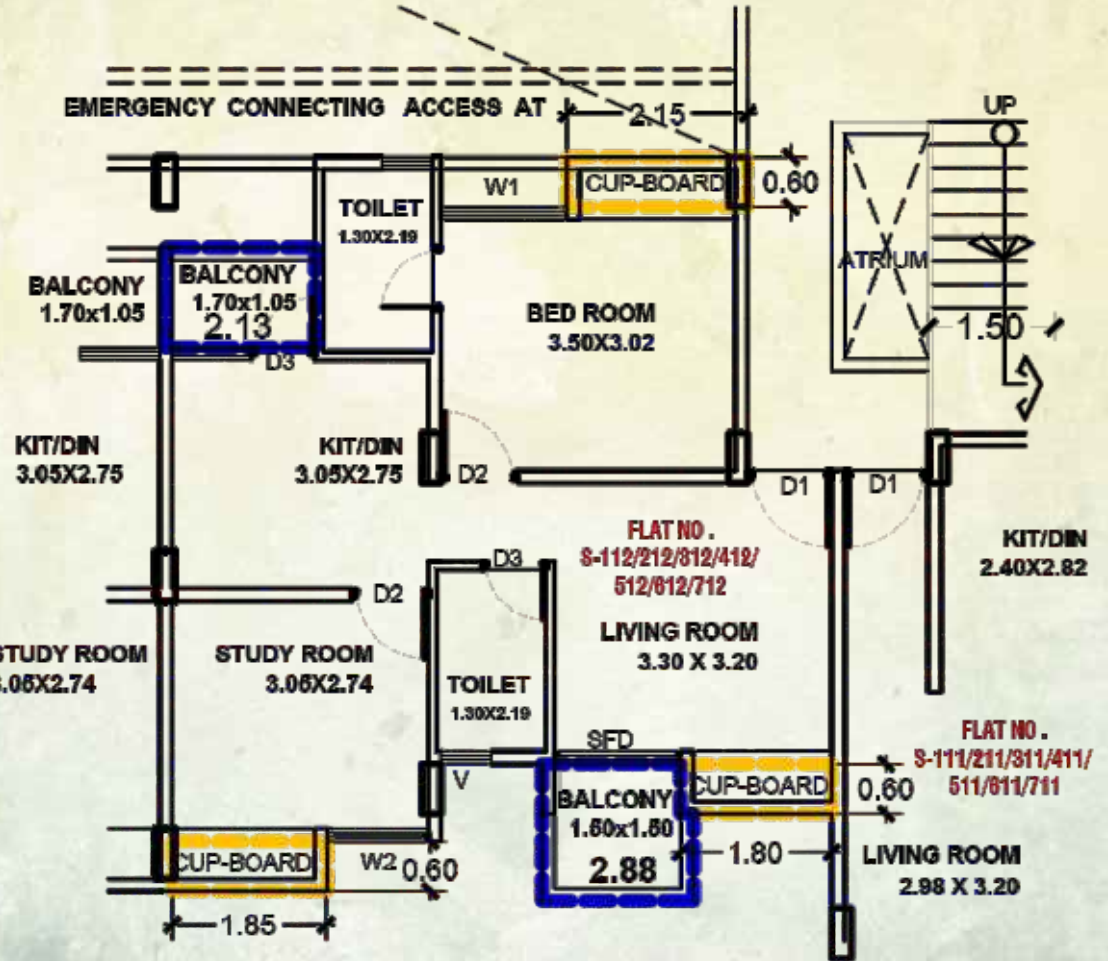 EMERGENCY CONNECTING ACCESS AT
2.15
UP
W1
CUP-BOARD
0.60
TOILET
1.30X2.19
ATRIUM
BALCONY
1.70x1.05
BALCONY
1.70x1.05
2.13
D3
BED ROOM
3.50X3.02
1.50
KIT/DIN
3.05X2.75
KIT/DIN
3.05X2.75
D2
D1
D1
FLAT NO.
S-112/212/312/412/
512/612/712
KIT/DIN
2.40X2.82
D3
D2
STUDY ROOM
3.05X2.74
STUDY ROOM
3.05X2.74
LIVING ROOM
3.30 X 3.20
TOILET
1.30X2.19
FLAT NO.
S-111/211/311/411/
511/611/711
SFD
V
BALCONY
1.50x1.50
2.88
CUP-BOARD
0.60
1.80
LIVING ROOM
2.98 X 3.20
CUP-BOARD
W2
0.60
1.85